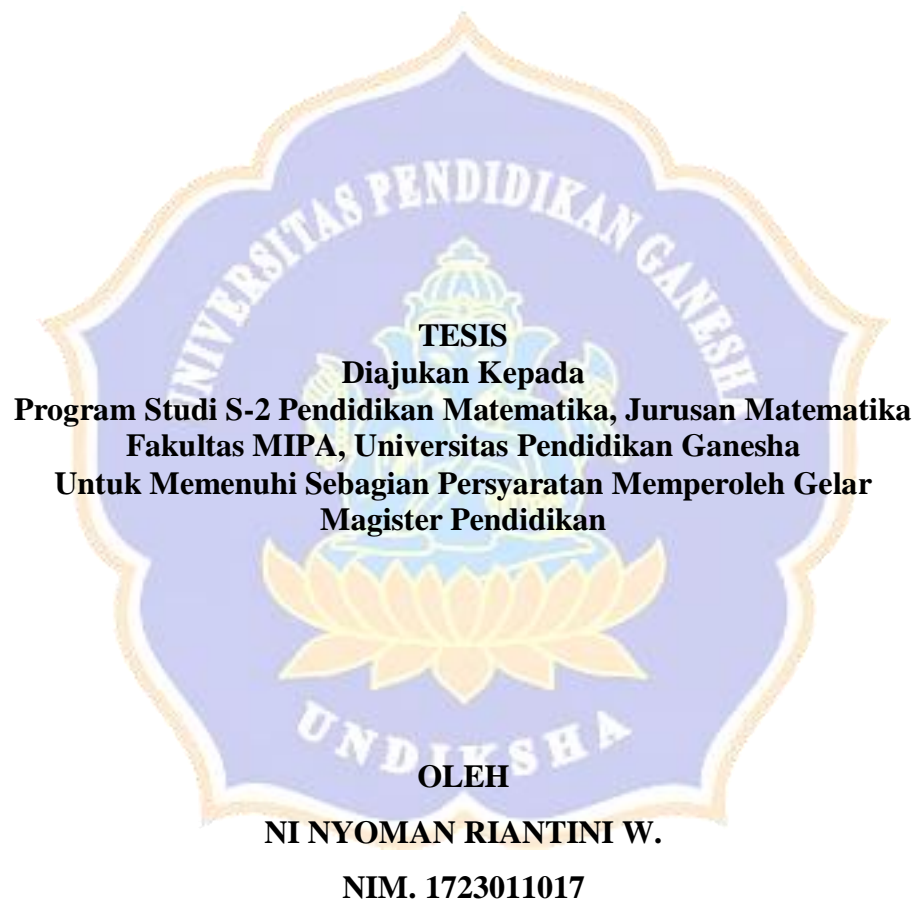 UNIVERSITAS PENDIDIKAN GANESHA
TESIS
Diajukan Kepada
Program Studi S-2 Pendidikan Matematika, Jurusan Matematika
Fakultas MIPA, Universitas Pendidikan Ganesha
Untuk Memenuhi Sebagian Persyaratan Memperoleh Gelar
Magister Pendidikan
UNDIKSHA
OLEH
NI NYOMAN RIANTINI W.
NIM. 1723011017